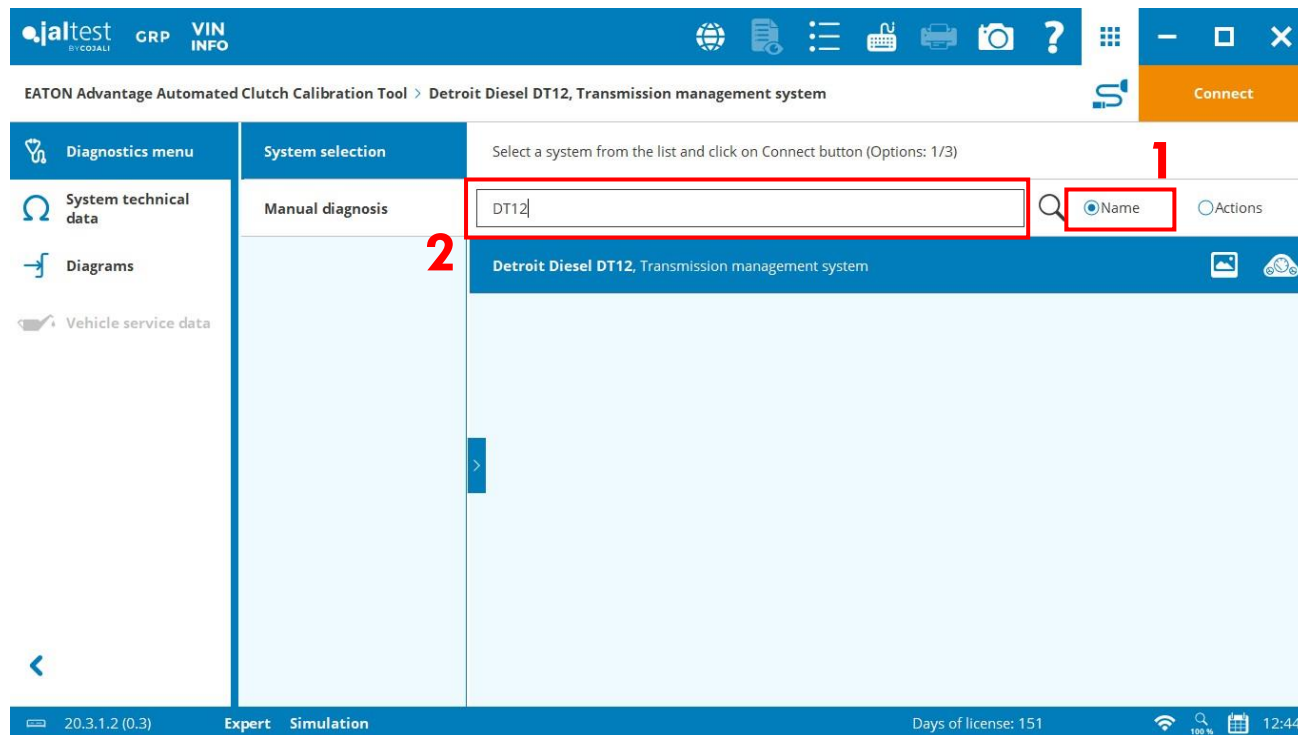 jaltest GRP VIN INFO
BY COJALI
?
EATON Advantage Automated Clutch Calibration Tool > Detroit Diesel DT12, Transmission management system
Connect
Diagnostics menu
System selection
Select a system from the list and click on Connect button (Options: 1/3)
1
System technical data
Manual diagnosis
DT12
Name
Actions
2
Diagrams
Detroit Diesel DT12, Transmission management system
Vehicle service data
20.3.1.2 (0.3) Expert Simulation Days of license: 151 100 % 12:44